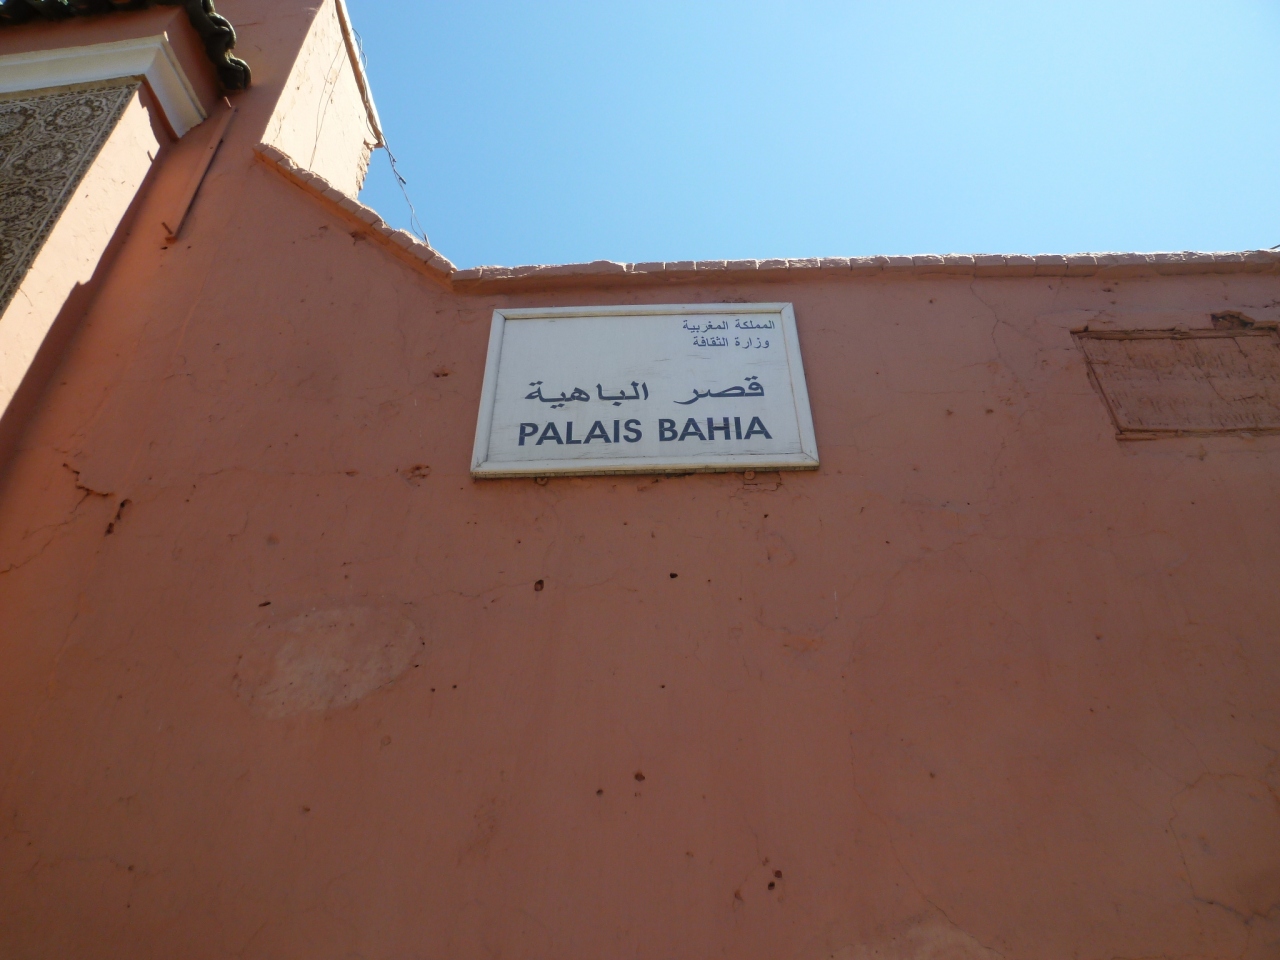 المملكة المغربية
وزارة الثقافة
قصر الباهية
PALAIS BAHIA